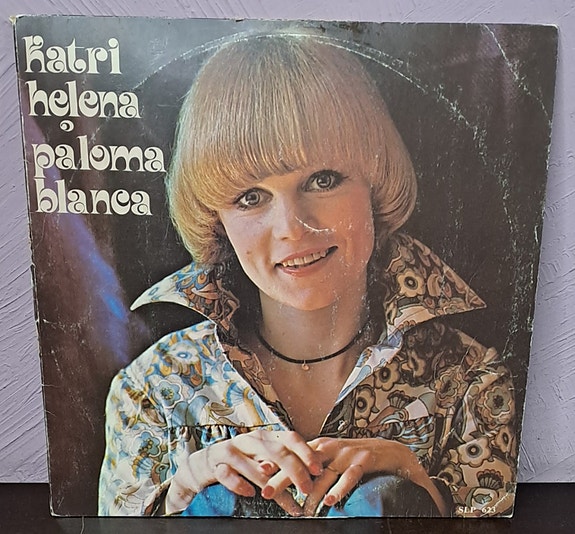 katri
helena
paloma
blanca
SLP 623